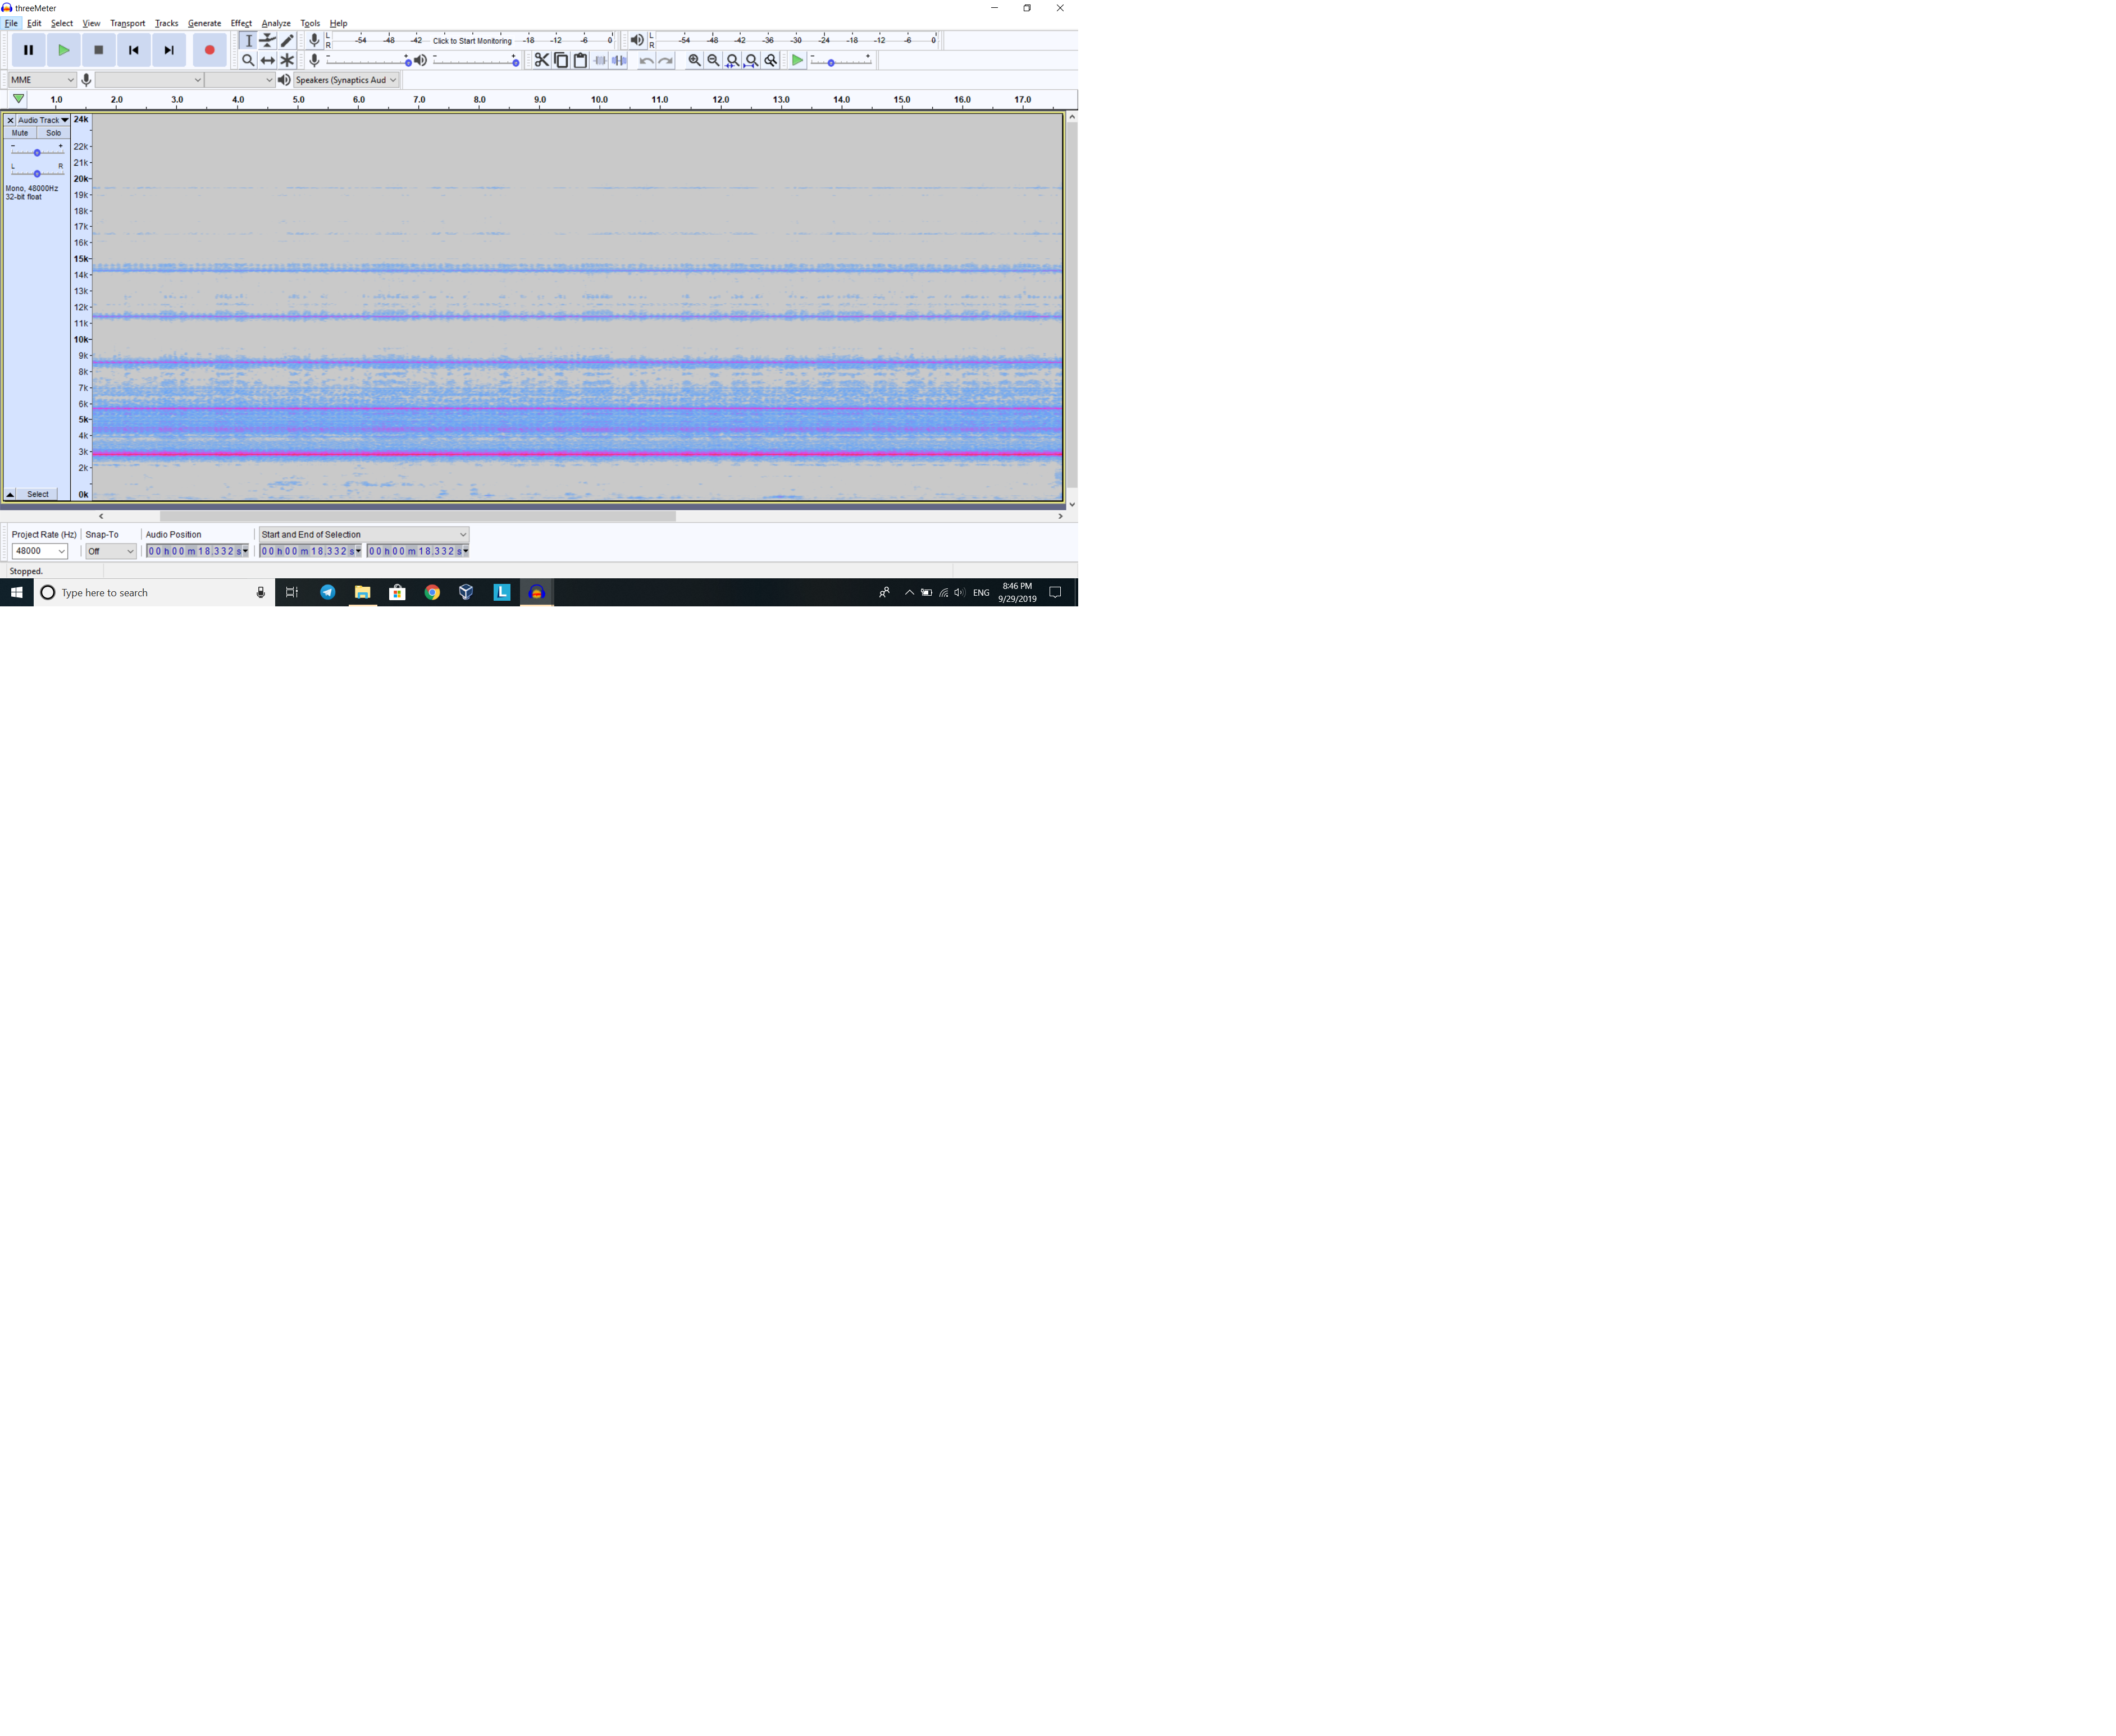 threeMeter
File Edit Select View Transport Tracks Generate Effect Analyze Tools Help
L R -54 -48 -42 Click to Start Monitoring -18 -12 -6 0 L R -54 -48 -42 -36 -30 -24 -18 -12 -6 0
- + - + - +
MME Speakers (Synaptics Aud
1.0 2.0 3.0 4.0 5.0 6.0 7.0 8.0 9.0 10.0 11.0 12.0 13.0 14.0 15.0 16.0 17.0
Audio Track
Mute Solo
- +
L R
Mono, 48000Hz
32-bit float
Select
24k
22k
21k
20k
19k
18k
17k
16k
15k
14k
13k
12k
11k
10k
9k
8k
7k
6k
5k
4k
3k
2k
0k
Project Rate (Hz) Snap-To Audio Position Start and End of Selection
48000 Off 00 h 00 m 18.332 s 00 h 00 m 18.332 s 00 h 00 m 18.332 s
Stopped.
Type here to search L ENG 8:46 PM
9/29/2019